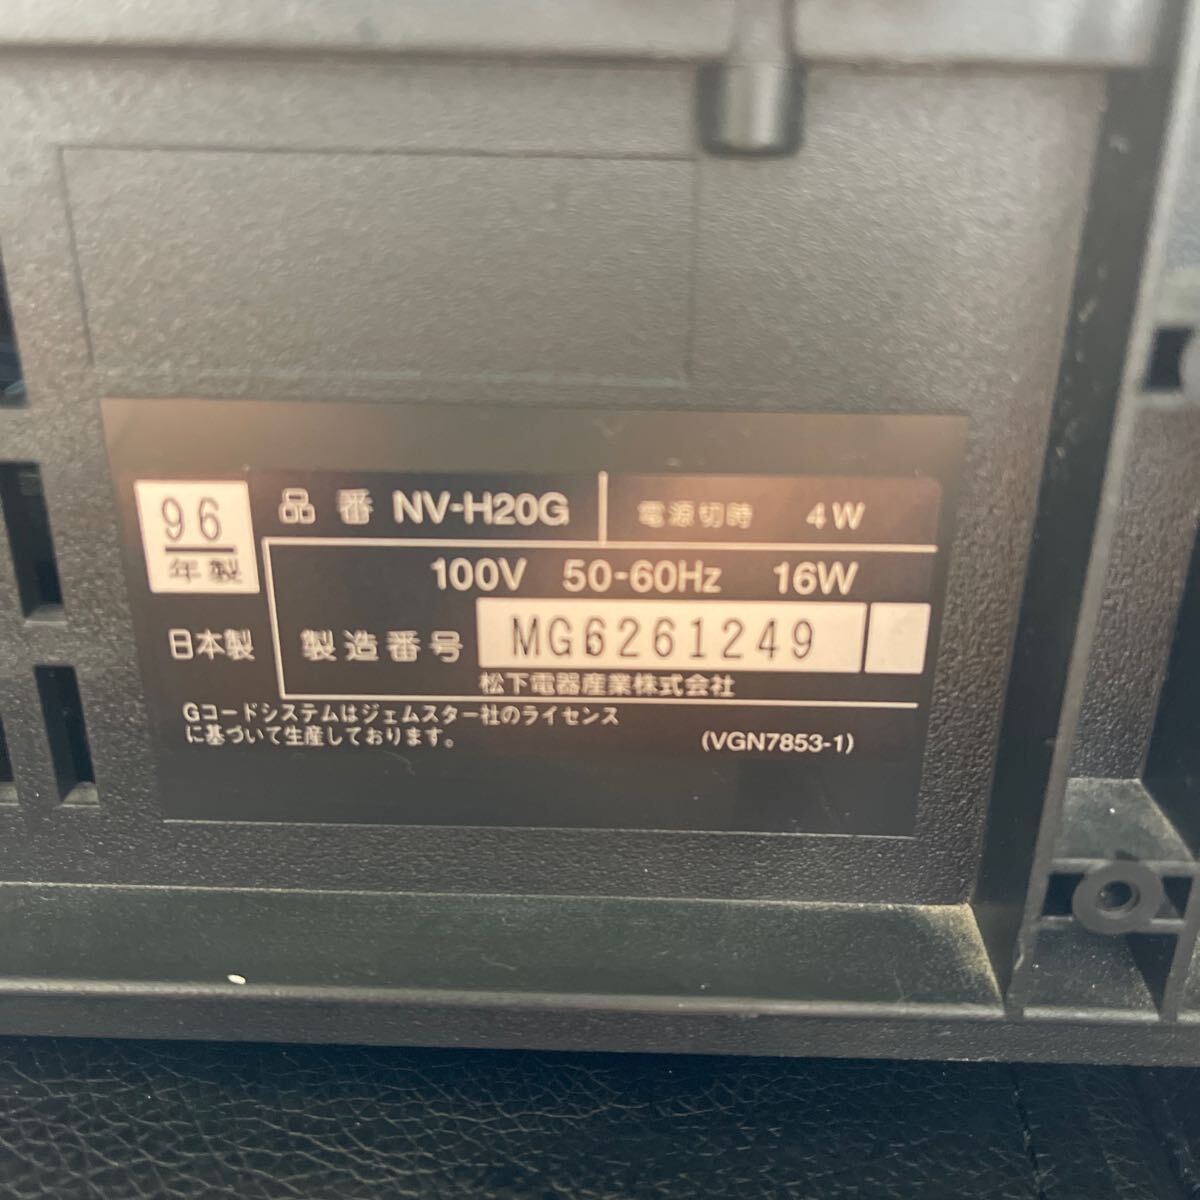 96
年製
品番 NV-H20G 電源切時 4W
100V 50-60Hz 16W
日本製 製造番号 MG6261249
松下電器産業株式会社
Gコードシステムはジェムスター社のライセンス
に基づいて生産しております。
(VGN7853-1)